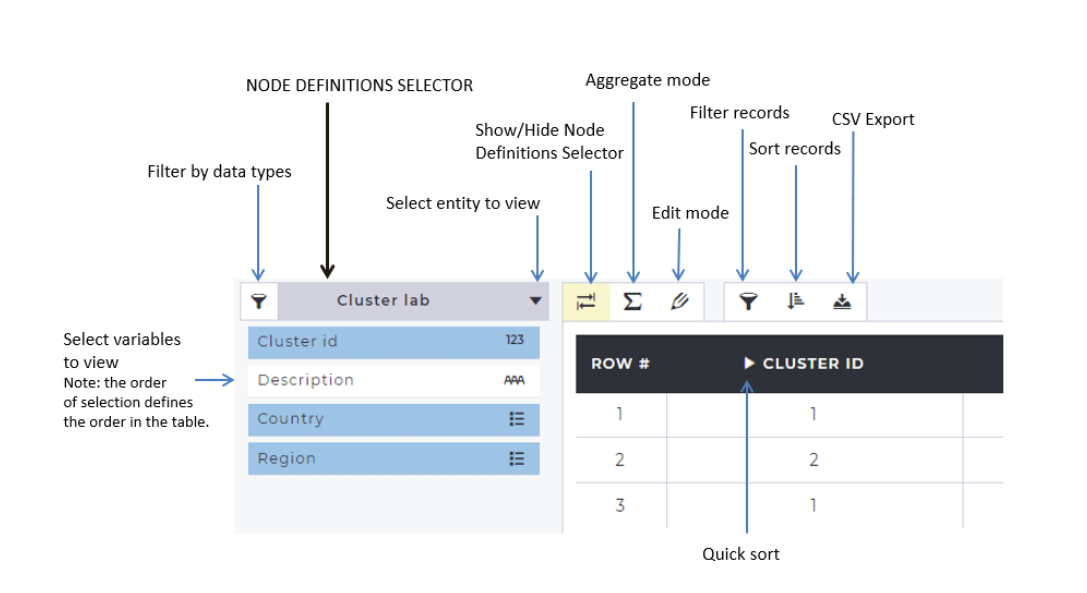 Aggregate mode
NODE DEFINITIONS SELECTOR
Filter records
CSV Export
Show/Hide Node
Definitions Selector
Sort records
Filter by data types
Select entity to view
Edit mode
Cluster lab
Select variables
to view
Note: the order
of selection defines
the order in the table.
Cluster id 123
Description AAA
Country
Region
ROW # CLUSTER ID
1 1
2 2
3 1
Quick sort